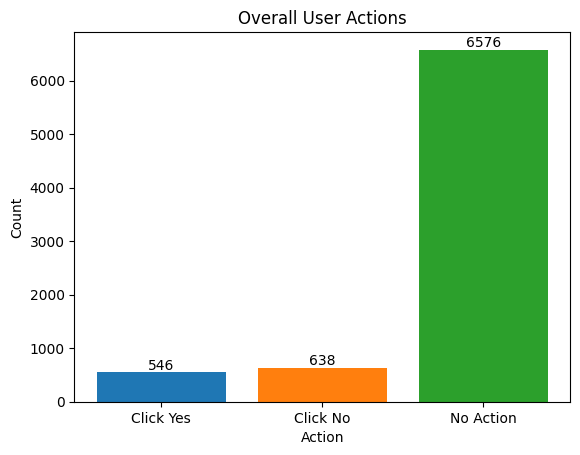 Overall User Actions
6576
6000
5000
4000
3000
2000
1000
0
Count
546
638
Click Yes
Click No
No Action
Action